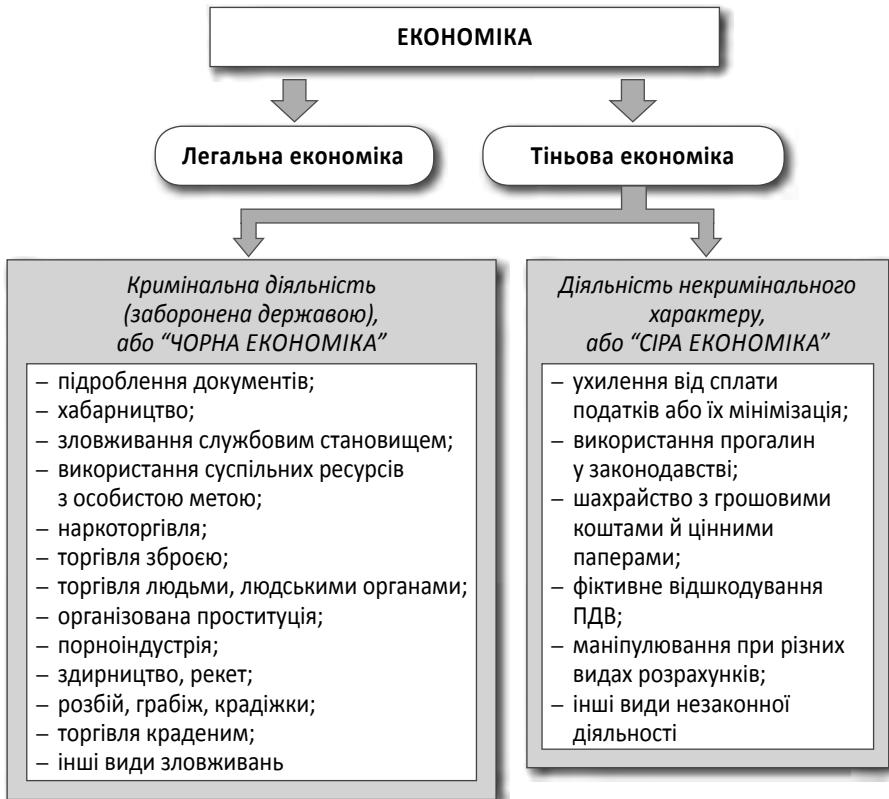 ЕКОНОМІКА
Легальна економіка
Тіньова економіка
Кримінальна діяльність
(заборонена державою),
або “ЧОРНА ЕКОНОМІКА”
– підроблення документів;
– хабарництво;
– зловживання службовим становищем;
– використання суспільних ресурсів
з особистою метою;
– наркоторгівля;
– торгівля зброєю;
– торгівля людьми, людськими органами;
– організована проституція;
– порноіндустрія;
– здирництво, рекет;
– розбій, грабіж, крадіжки;
– торгівля краденим;
– інші види зловживань
Діяльність некримінального
характеру,
або “СІРА ЕКОНОМІКА”
– ухилення від сплати
податків або їх мінімізація;
– використання прогалин
у законодавстві;
– шахрайство з грошовими
коштами й цінними
паперами;
– фіктивне відшкодування
ПДВ;
– маніпулювання при різних
видах розрахунків;
– інші види незаконної
діяльності